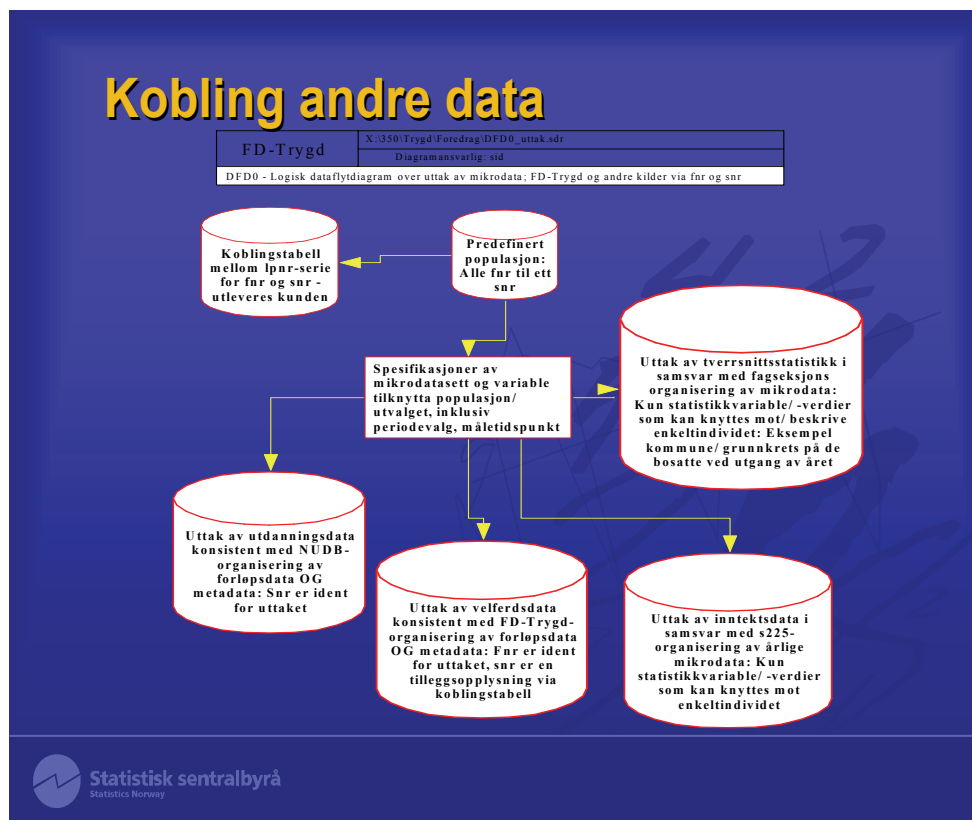 Kobling andre data
FD-Trygd
X:\350\Trygd\Foredrag\DFD0_uttak.sdr
Diagramansvarlig: sid
DFD0 - Logisk dataflytdiagram over uttak av mikrodata; FD-Trygd og andre kilder via fnr og snr
Koblingstabell
mellom lpnr-serie
for fnr og snr -
utleveres kunden
Predefinert
populasjon:
Alle fnr til ett
snr
Spesifikasjoner av
mikrodatasett og variable
tilknytta populasjon/
utvalget, inklusiv
periodevalg, måletidspunkt
Uttak av tverrsnittsstatistikk i
samsvar med fagseksjons
organisering av mikrodata:
Kun statistikkvariable/ -verdier
som kan knyttes mot/ beskrive
enkeltindividet: Eksempel
kommune/ grunnkrets på de
bosatte ved utgang av året
Uttak av utdanningsdata
konsistent med NUDB-
organisering av
forløpsdata OG
metadata: Snr er ident
for uttaket
Uttak av velferdsdata
konsistent med FD-Trygd-
organisering av forløpsdata
OG metadata: Fnr er ident
for uttaket, snr er en
tilleggsopplysning via
koblingstabell
Uttak av inntektsdata i
samsvar med s225-
organisering av årlige
mikrodata: Kun
statistikkvariable/ -verdier
som kan knyttes mot
enkeltindividet
Statistisk sentralbyrå
Statistics Norway